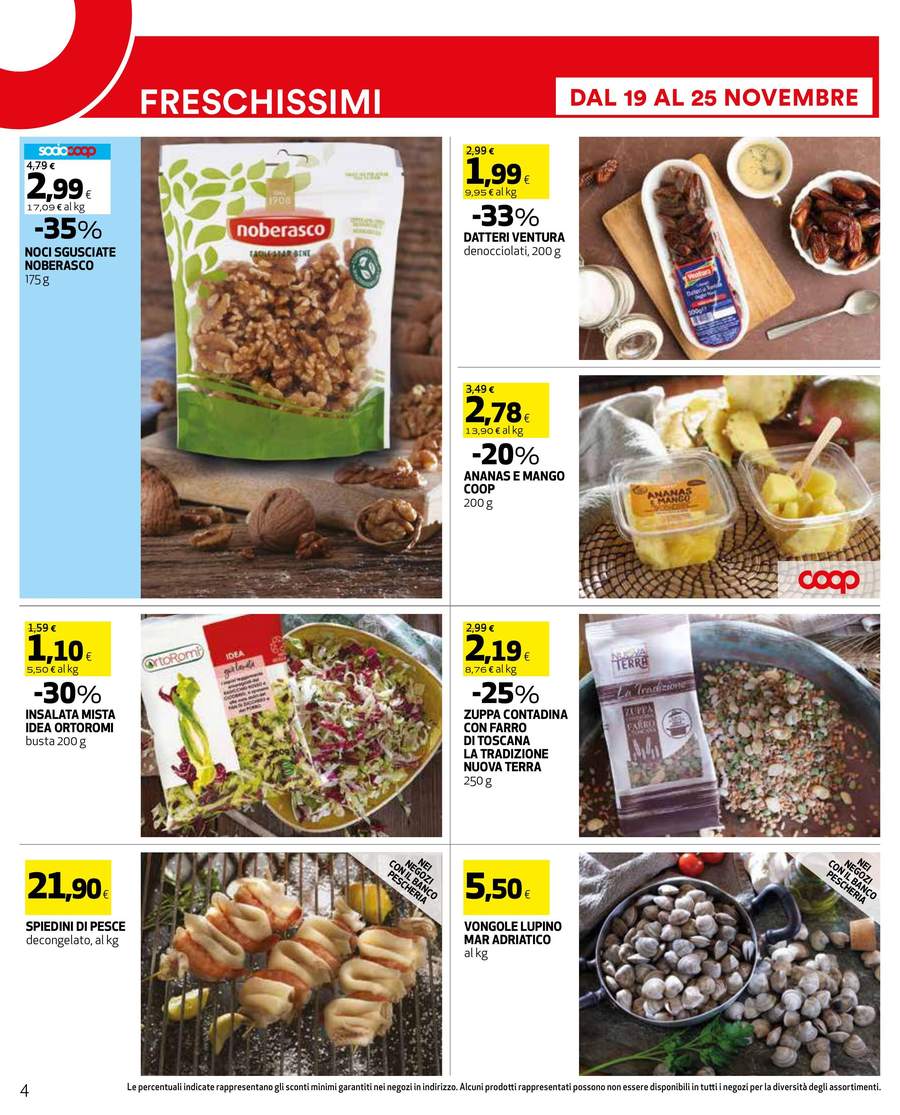 FRESCHISSIMI
DAL 19 AL 25 NOVEMBRE
sociocoop
4,79 €
2,99 €
17,09 € al kg
-35%
NOCI SGUSCIATE
NOBERASCO
175 g
1908
noberasco
2,99 €
1,99 €
9,95 € al kg
-33%
DATTERI VENTURA
denocciolati, 200 g
Ventura
3,49 €
2,78 €
13,90 € al kg
-20%
ANANAS E MANGO
COOP
200 g
ANANAS
E MANGO
coop
1,59 €
1,10 €
5,50 € al kg
-30%
INSALATA MISTA
IDEA ORTOROMI
busta 200 g
OrtoRomi
IDEA
2,99 €
2,19 €
8,76 € al kg
-25%
ZUPPA CONTADINA
CON FARRO
DI TOSCANA
LA TRADIZIONE
NUOVA TERRA
250 g
NUOVA
TERRA
La Tradizione
ZUPPA
FARRO
21,90 €
SPIEDINI DI PESCE
decongelato, al kg
NEI
NEGOZI
CON IL BANCO
PESCHERIA
5,50 €
VONGOLE LUPINO
MAR ADRIATICO
al kg
NEI
NEGOZI
CON IL BANCO
PESCHERIA
4
Le percentuali indicate rappresentano gli sconti minimi garantiti nei negozi in indirizzo. Alcuni prodotti rappresentati possono non essere disponibili in tutti i negozi per la diversità degli assortimenti.